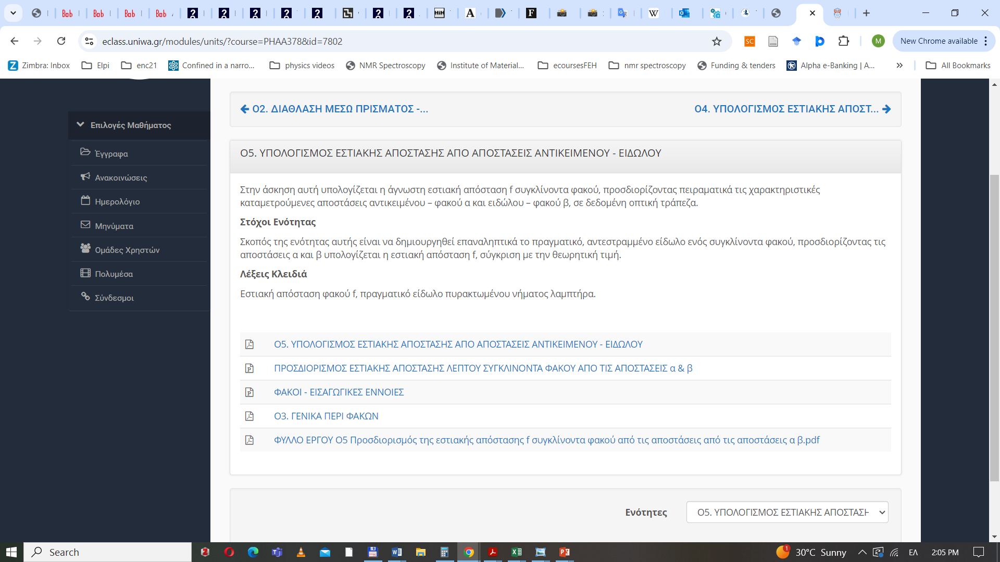 Bob
Bob
Bob
Bob
eclass.uniwa.gr/modules/units/?course=PHAA378&id=7802
SC
M
New Chrome available
Zimbra: Inbox
Elpi
enc21
Confined in a narro...
physics videos
NMR Spectroscopy
Institute of Material...
ecoursesFEH
nmr spectroscopy
Funding & tenders
Alpha e-Banking | A...
All Bookmarks
Ο2. ΔΙΑΘΛΑΣΗ ΜΕΣΩ ΠΡΙΣΜΑΤΟΣ -...
Ο4. ΥΠΟΛΟΓΙΣΜΟΣ ΕΣΤΙΑΚΗΣ ΑΠΟΣΤ...
Επιλογές Μαθήματος
Έγγραφα
Ανακοινώσεις
Ημερολόγιο
Μηνύματα
Ομάδες Χρηστών
Πολυμέσα
Σύνδεσμοι
Ο5. ΥΠΟΛΟΓΙΣΜΟΣ ΕΣΤΙΑΚΗΣ ΑΠΟΣΤΑΣΗΣ ΑΠΟ ΑΠΟΣΤΑΣΕΙΣ ΑΝΤΙΚΕΙΜΕΝΟΥ - ΕΙΔΩΛΟΥ
Στην άσκηση αυτή υπολογίζεται η άγνωστη εστιακή απόσταση f συγκλίνοντα φακού, προσδιορίζοντας πειραματικά τις χαρακτηριστικές
καταμετρούμενες αποστάσεις αντικειμένου – φακού α και ειδώλου – φακού β, σε δεδομένη οπτική τράπεζα.
Στόχοι Ενότητας
Σκοπός της ενότητας αυτής είναι να δημιουργηθεί επαναληπτικά το πραγματικό, αντεστραμμένο είδωλο ενός συγκλίνοντα φακού, προσδιορίζοντας τις
αποστάσεις α και β υπολογίζεται η εστιακή απόσταση f, σύγκριση με την θεωρητική τιμή.
Λέξεις Κλειδιά
Εστιακή απόσταση φακού f, πραγματικό είδωλο πυρακτωμένου νήματος λαμπτήρα.
Ο5. ΥΠΟΛΟΓΙΣΜΟΣ ΕΣΤΙΑΚΗΣ ΑΠΟΣΤΑΣΗΣ ΑΠΟ ΑΠΟΣΤΑΣΕΙΣ ΑΝΤΙΚΕΙΜΕΝΟΥ - ΕΙΔΩΛΟΥ
ΠΡΟΣΔΙΟΡΙΣΜΟΣ ΕΣΤΙΑΚΗΣ ΑΠΟΣΤΑΣΗΣ ΛΕΠΤΟΥ ΣΥΓΚΛΙΝΟΝΤΑ ΦΑΚΟΥ ΑΠΟ ΤΙΣ ΑΠΟΣΤΑΣΕΙΣ α & β
ΦΑΚΟΙ - ΕΙΣΑΓΩΓΙΚΕΣ ΕΝΝΟΙΕΣ
Ο3. ΓΕΝΙΚΑ ΠΕΡΙ ΦΑΚΩΝ
ΦΥΛΛΟ ΕΡΓΟΥ Ο5 Προσδιορισμός της εστιακής απόστασης f συγκλίνοντα φακού από τις αποστάσεις από τις αποστάσεις α β.pdf
Ενότητες
Ο5. ΥΠΟΛΟΓΙΣΜΟΣ ΕΣΤΙΑΚΗΣ ΑΠΟΣΤΑΣΗ
Search
1
30°C Sunny
ΕΛ
2:05 PM